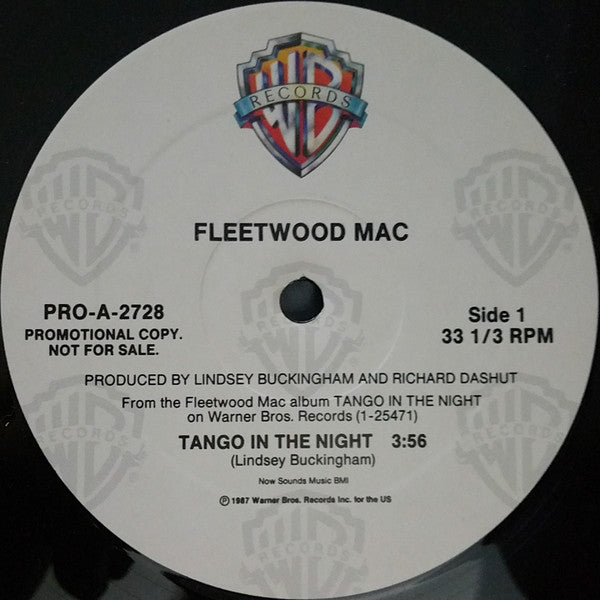 WB
RECORDS
FLEETWOOD MAC
PRO-A-2728
PROMOTIONAL COPY.
NOT FOR SALE.
Side 1
33 1/3 RPM
PRODUCED BY LINDSEY BUCKINGHAM AND RICHARD DASHUT
From the Fleetwood Mac album TANGO IN THE NIGHT
on Warner Bros. Records (1-25471)
TANGO IN THE NIGHT 3:56
(Lindsey Buckingham)
Now Sounds Music BMI
℗ 1987 Warner Bros. Records Inc. for the US